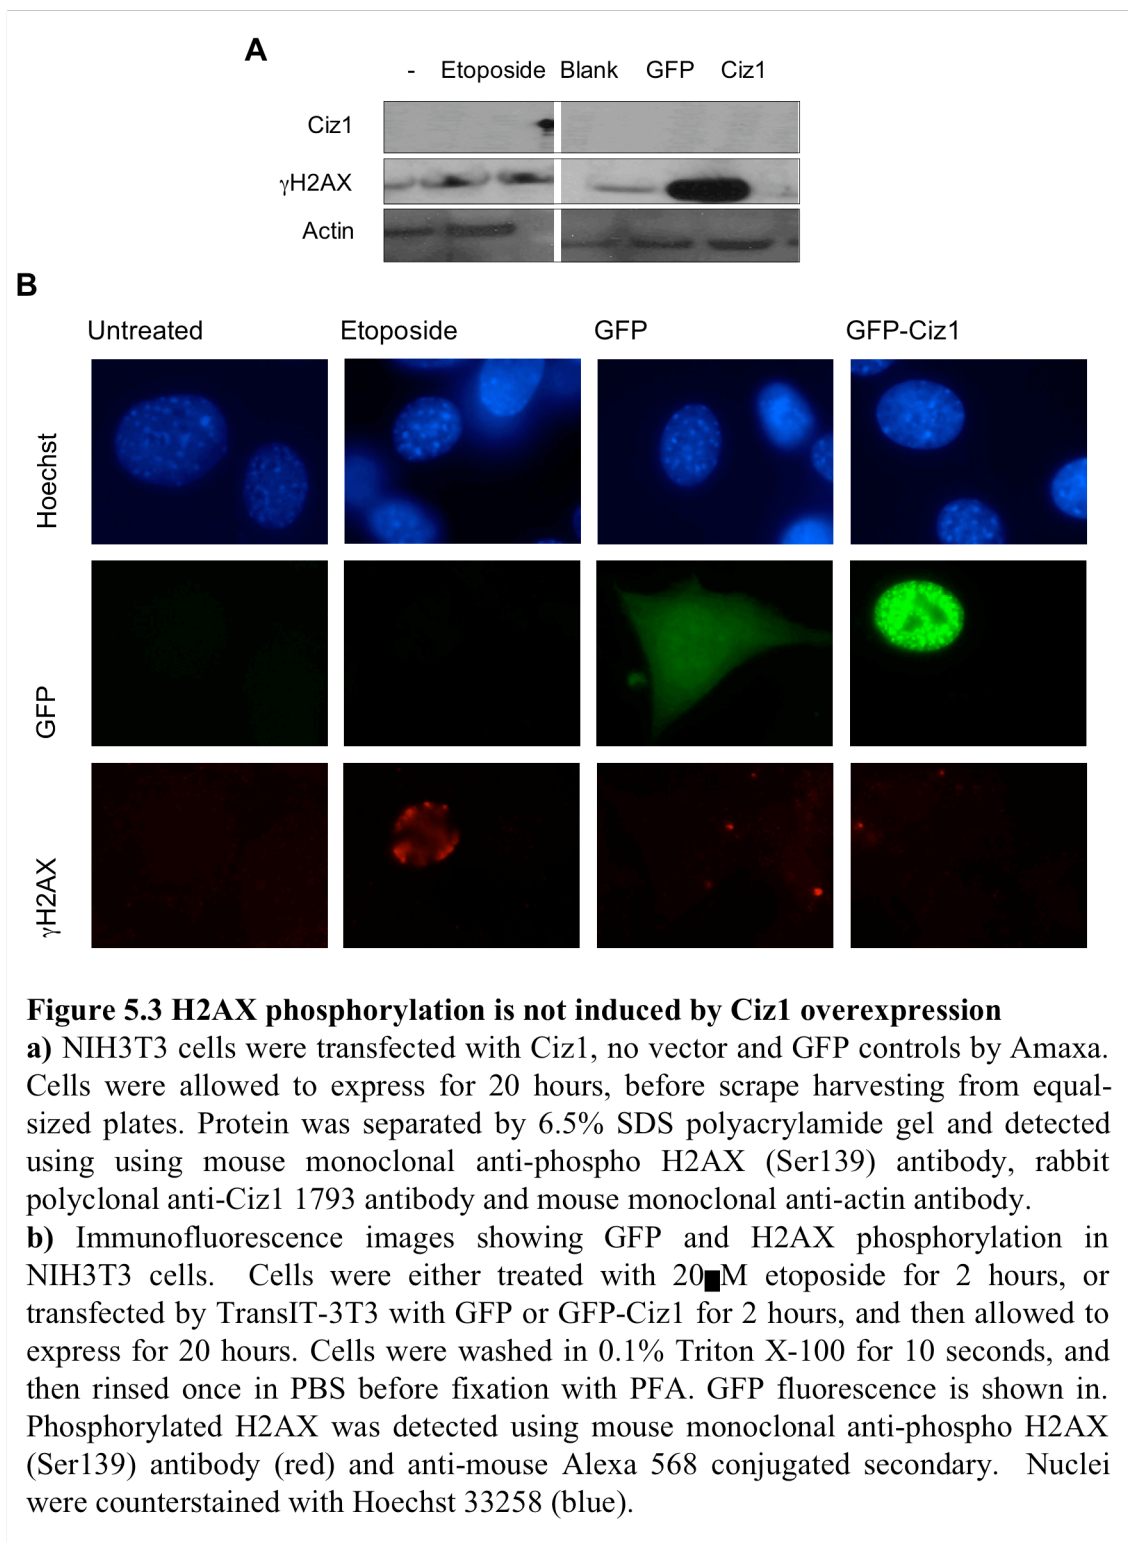 A
- Etoposide Blank GFP Ciz1
Ciz1
γH2AX
Actin
B
Untreated Etoposide GFP GFP-Ciz1
Hoechst
GFP
γH2AX
Figure 5.3 H2AX phosphorylation is not induced by Ciz1 overexpression
a) NIH3T3 cells were transfected with Ciz1, no vector and GFP controls by Amaxa.
Cells were allowed to express for 20 hours, before scrape harvesting from equal-
sized plates. Protein was separated by 6.5% SDS polyacrylamide gel and detected
using using mouse monoclonal anti-phospho H2AX (Ser139) antibody, rabbit
polyclonal anti-Ciz1 1793 antibody and mouse monoclonal anti-actin antibody.
b) Immunofluorescence images showing GFP and H2AX phosphorylation in
NIH3T3 cells. Cells were either treated with 20■M etoposide for 2 hours, or
transfected by TransIT-3T3 with GFP or GFP-Ciz1 for 2 hours, and then allowed to
express for 20 hours. Cells were washed in 0.1% Triton X-100 for 10 seconds, and
then rinsed once in PBS before fixation with PFA. GFP fluorescence is shown in.
Phosphorylated H2AX was detected using mouse monoclonal anti-phospho H2AX
(Ser139) antibody (red) and anti-mouse Alexa 568 conjugated secondary. Nuclei
were counterstained with Hoechst 33258 (blue).